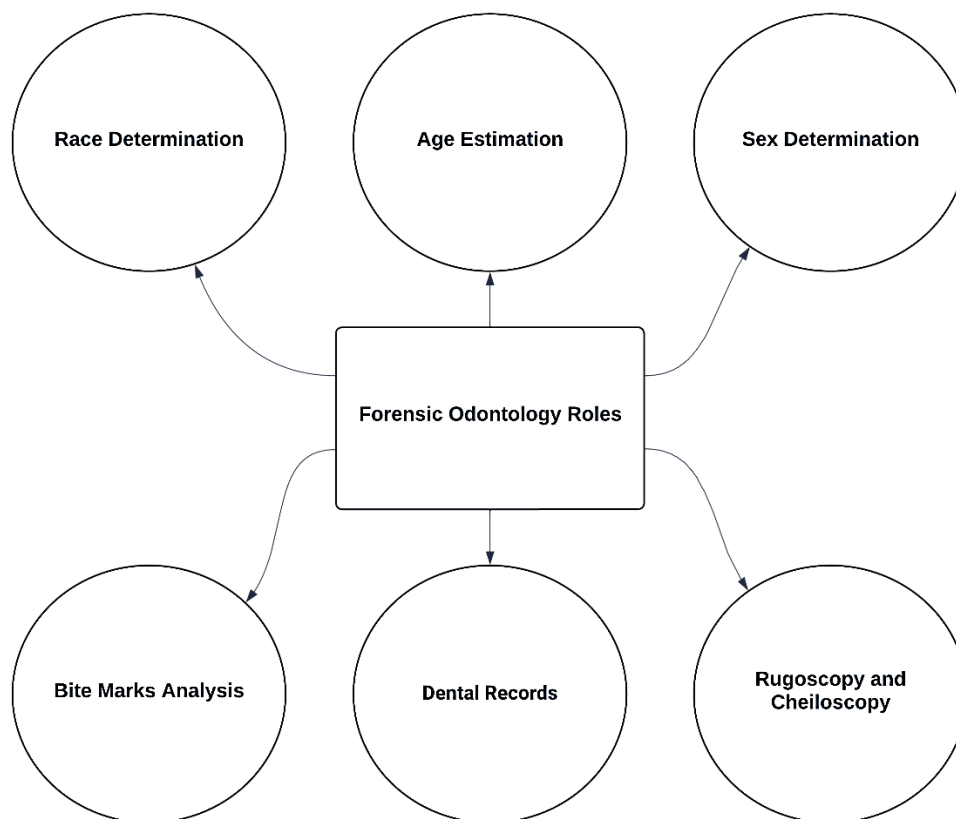 Race Determination
Age Estimation
Sex Determination
Forensic Odontology Roles
Bite Marks Analysis
Dental Records
Rugoscopy and
Cheiloscopy